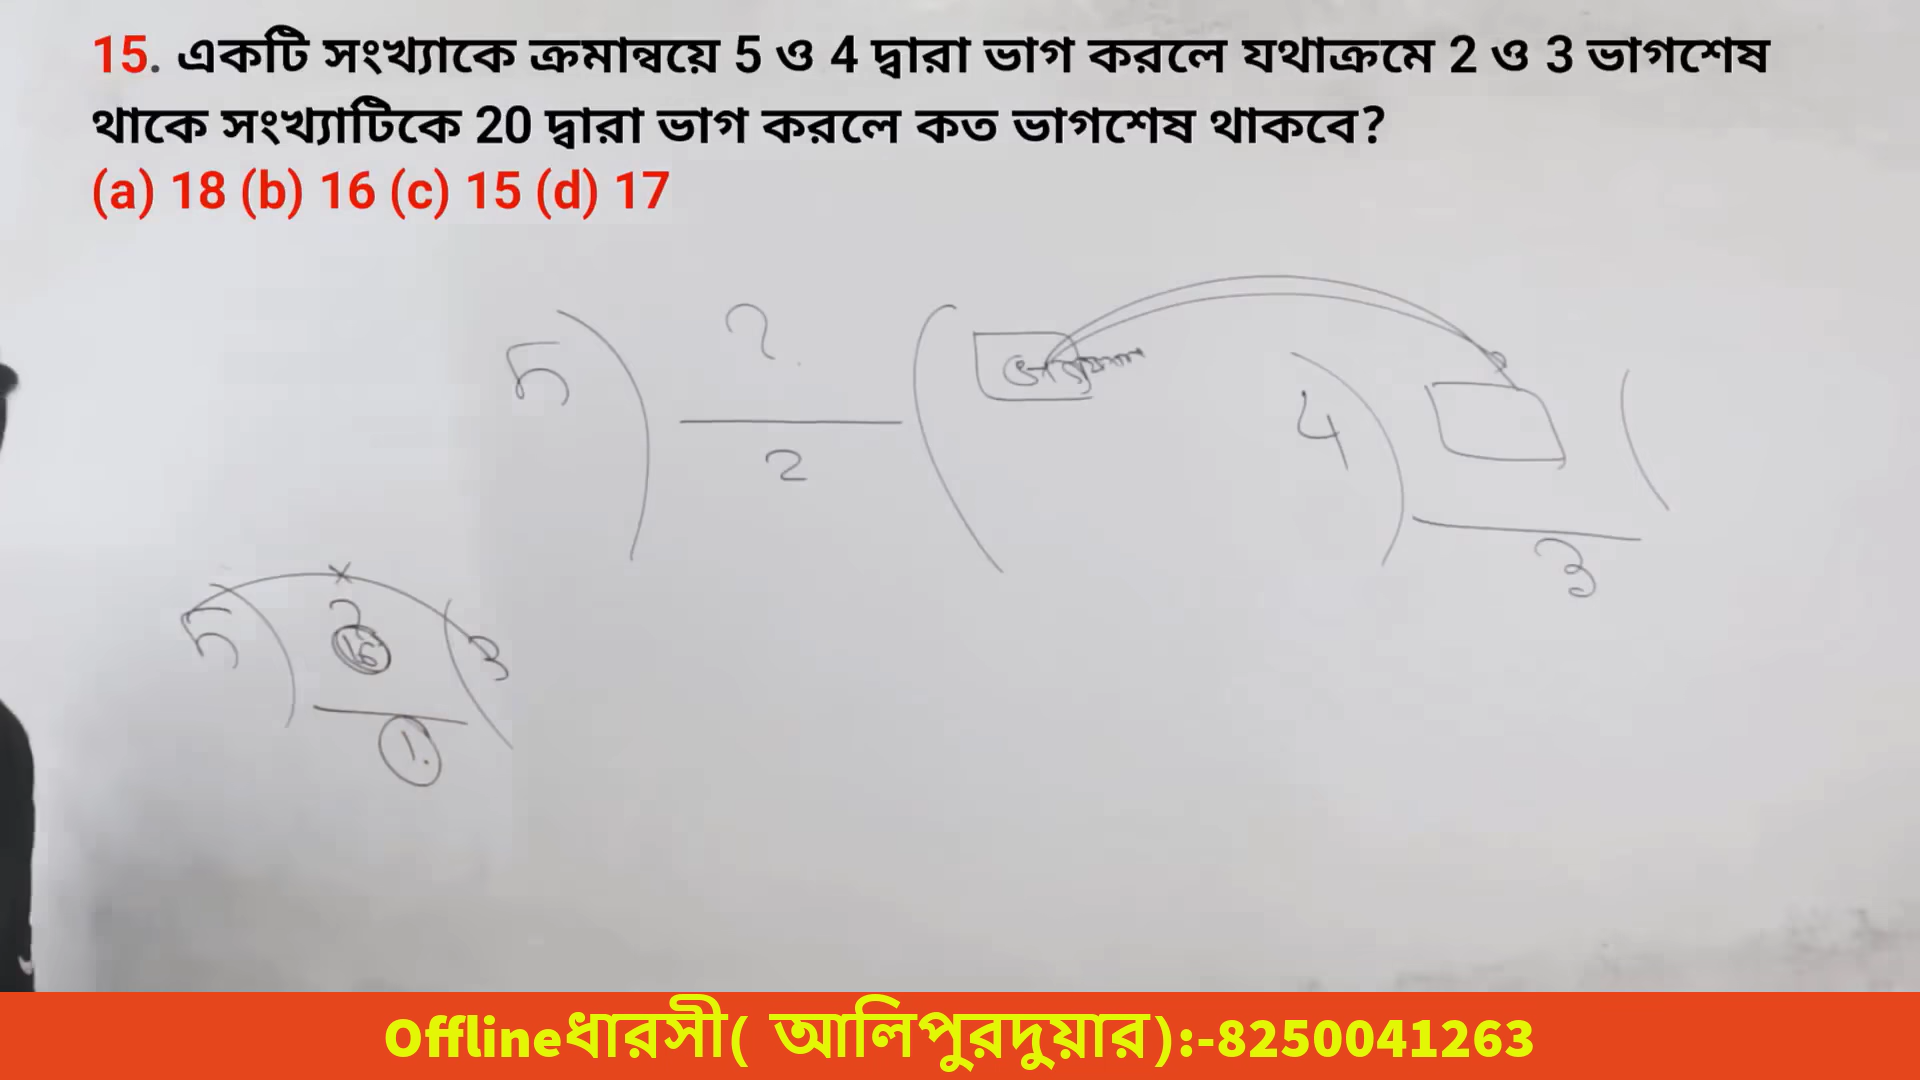 15. একটি সংখ্যাকে ক্রমান্বয়ে 5 ও 4 দ্বারা ভাগ করলে যথাক্রমে 2 ও 3 ভাগশেষ
থাকে সংখ্যাটিকে 20 দ্বারা ভাগ করলে কত ভাগশেষ থাকবে?
(a) 18 (b) 16 (c) 15 (d) 17
5 ) ? ( ভাগফল
2
4 ) (
3
5 ) ? ( 3
16
1
Offlineধারসী( আলিপুরদুয়ার):-8250041263